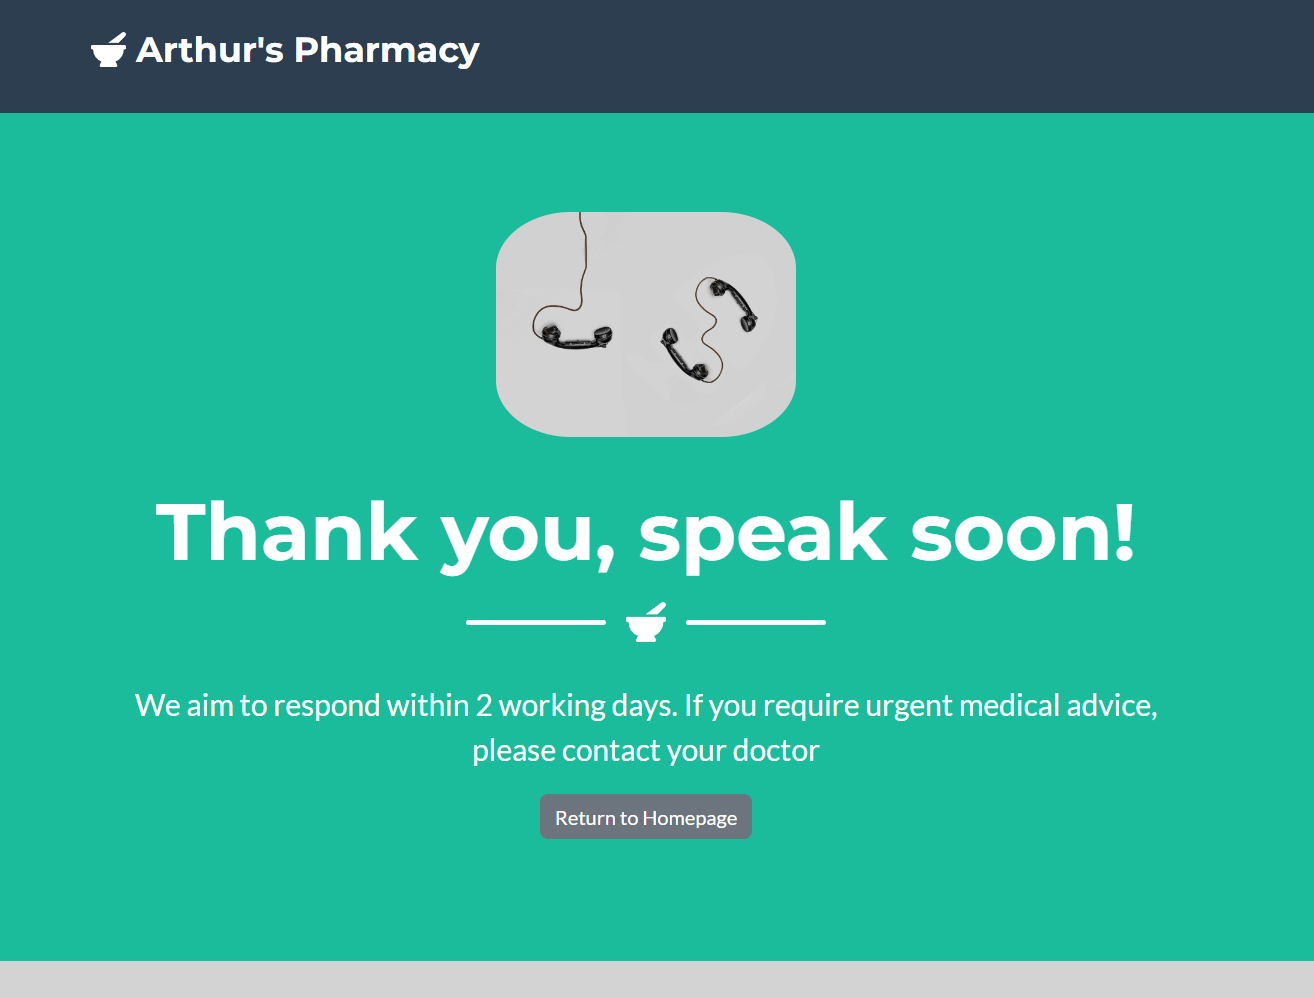 Arthur's Pharmacy
Thank you, speak soon!
We aim to respond within 2 working days. If you require urgent medical advice,
please contact your doctor
Return to Homepage